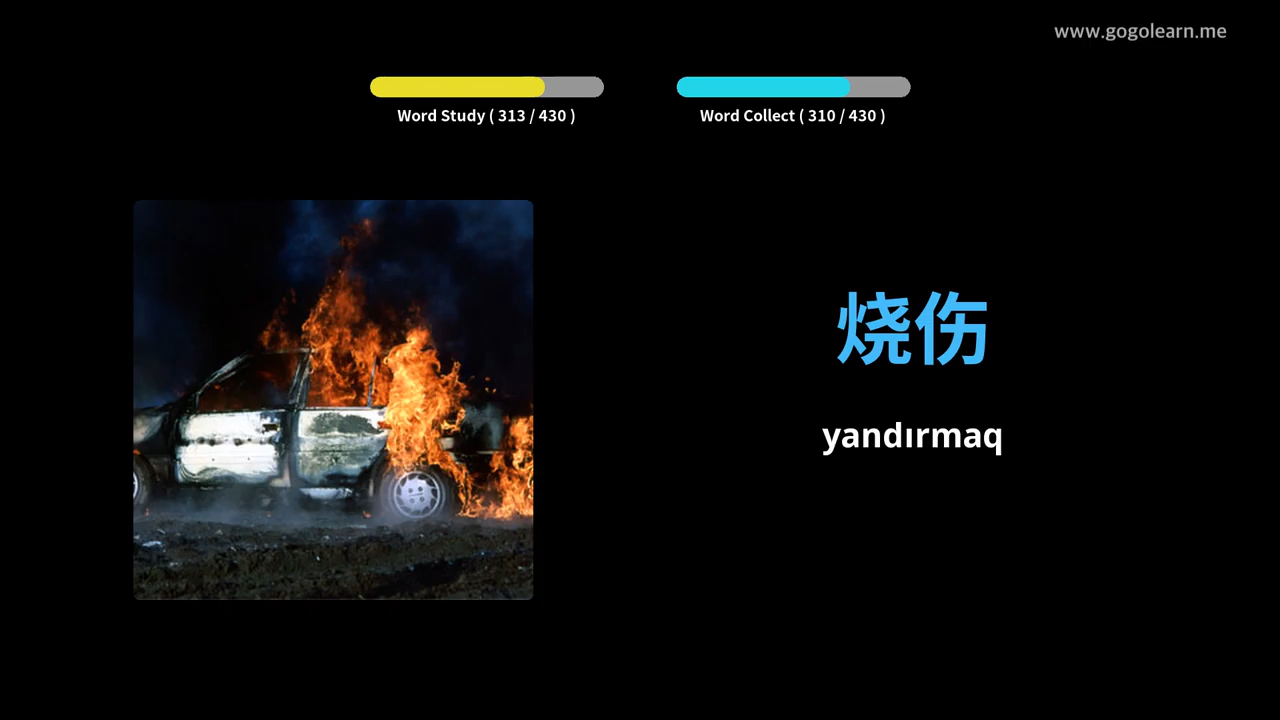 www.gogolearn.me
Word Study ( 313 / 430 )
Word Collect ( 310 / 430 )
烧伤
yandırmaq